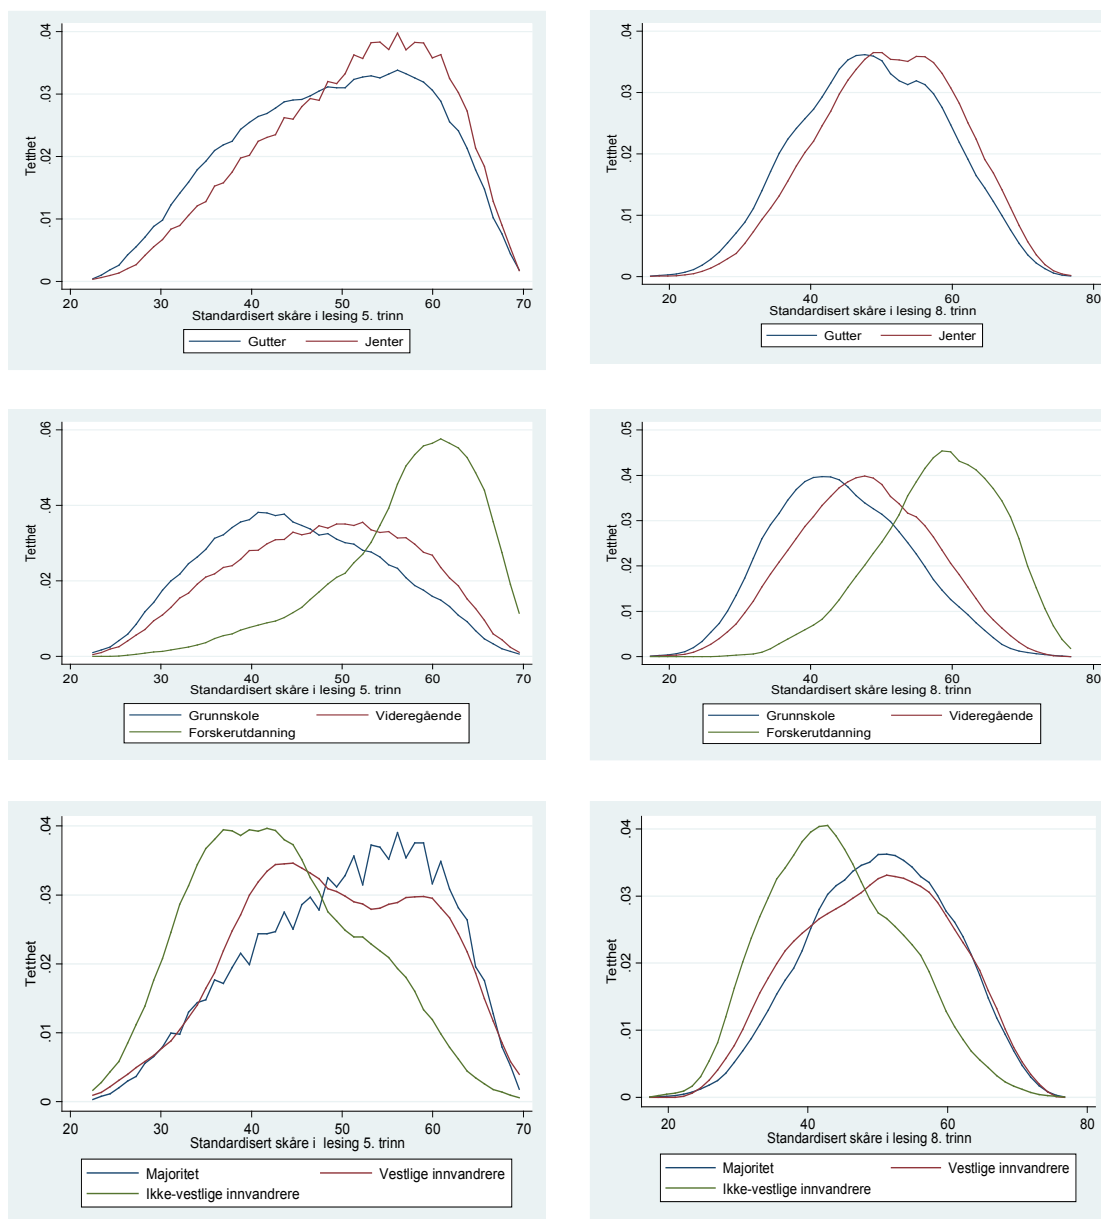 .04
.03
.02
.01
0
Tetthet
20 30 40 50 60 70
Standardisert skåre i lesing 5. trinn
Gutter Jenter
.04
.03
.02
.01
0
Tetthet
20 40 60 80
Standardisert skåre i lesing 8. trinn
Gutter Jenter
.06
.04
.02
0
Tetthet
20 30 40 50 60 70
Standardisert skåre i lesing 5. trinn
Grunnskole Videregående
Forskerutdanning
.05
.04
.03
.02
.01
0
Tetthet
20 40 60 80
Standardisert skåre lesing 8. trinn
Grunnskole Videregående
Forskerutdanning
.04
.03
.02
.01
0
Tetthet
20 30 40 50 60 70
Standardisert skåre i lesing 5. trinn
Majoritet Vestlige innvandrere
Ikke-vestlige innvandrere
.04
.03
.02
.01
0
Tetthet
20 40 60 80
Standardisert skåre i lesing 8. trinn
Majoritet Vestlige innvandrere
Ikke-vestlige innvandrere